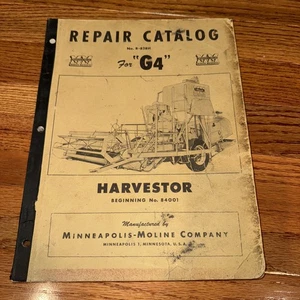 REPAIR CATALOG
For "G4"
HARVESTOR
BEGINNING No. 84001
Manufactured by
MINNEAPOLIS-MOLINE COMPANY
MINNEAPOLIS 1, MINNESOTA, U.S.A.